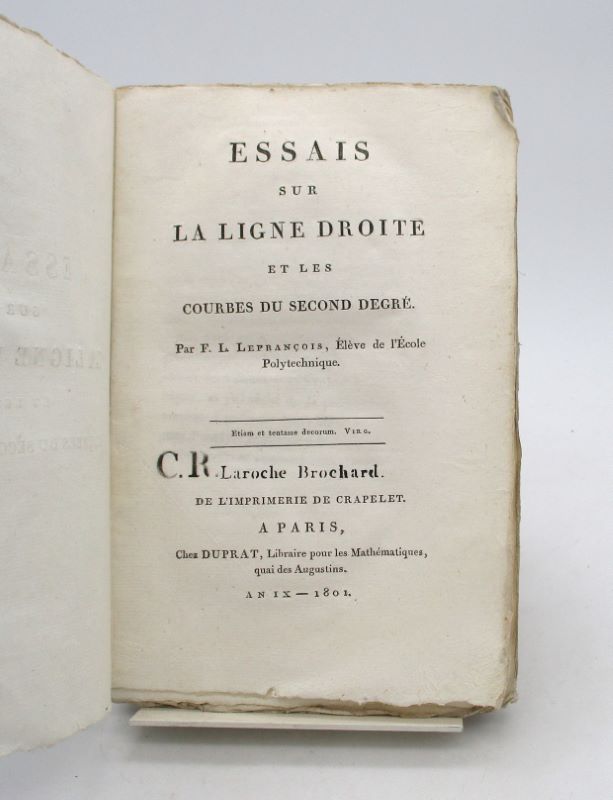 ESSAIS
SUR
LA LIGNE DROITE
ET LES
COURBES DU SECOND DEGRÉ.
Par F. L. LEFRANÇOIS, Élève de l'École
Polytechnique.
Etiam et tentasse decorum. VIRG.
C.R. Laroche Brochard.
DE L'IMPRIMERIE DE CRAPELET.
A PARIS,
Chez DUPRAT, Libraire pour les Mathématiques,
quai des Augustins.
AN IX — 1801.